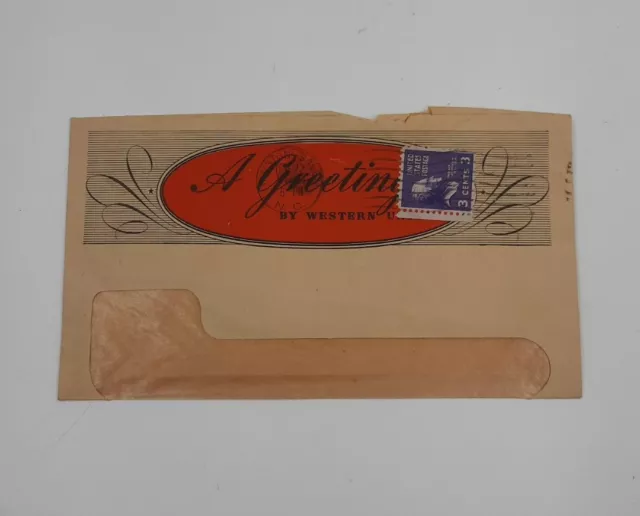 A Greeting
BY WESTERN U
UNITED
STATES
POSTAGE
3 CENTS 3
N.C.